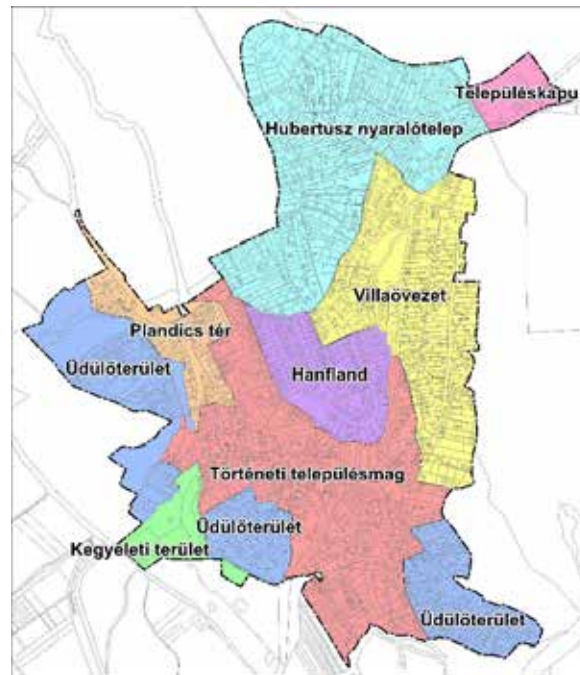 Településkapu
Hubertusz nyaralótelep
Villaövezet
Plandics tér
Üdülőterület
Hanfland
Történeti településmag
Üdülőterület
Kegyeleti terület
Üdülőterület